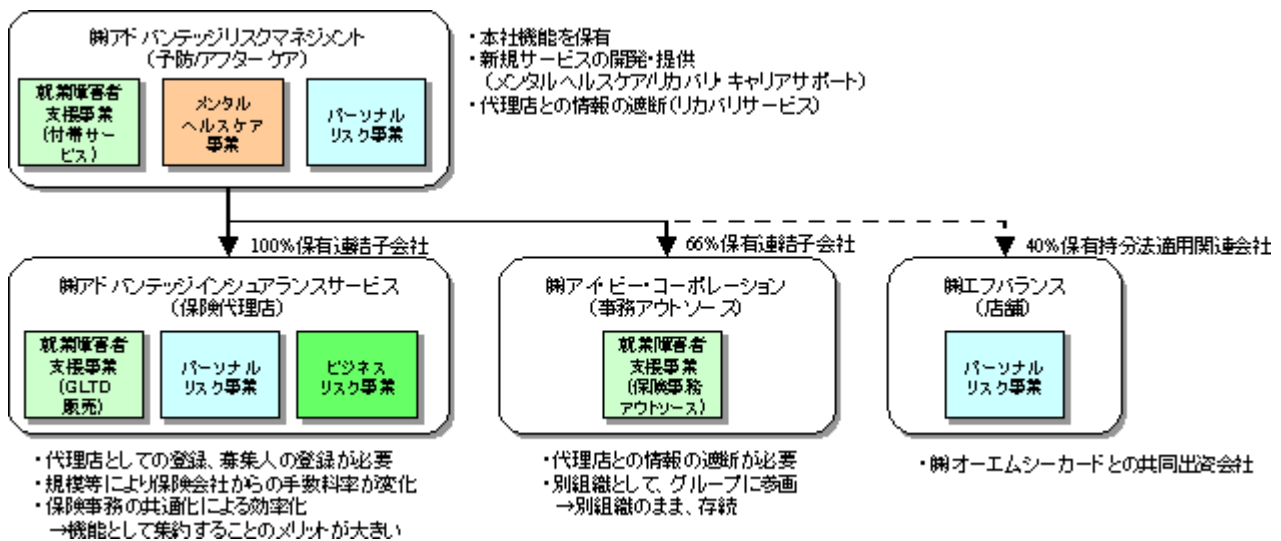 ㈱アドバンテッジリスクマネジメント
(予防/アフターケア)
就業障害者
支援事業
(付帯サー
ビス)
メンタル
ヘルスケア
事業
パーソナル
リスク事業
・本社機能を保有
・新規サービスの開発・提供
(メンタルヘルスケア/リカバリ・キャリアサポート)
・代理店との情報の遮断(リカバリサービス)
100%保有連結子会社
66%保有連結子会社
40%保有持分法適用関連会社
㈱アドバンテッジインシュアランスサービス
(保険代理店)
就業障害者
支援事業
(GLTD
販売)
パーソナル
リスク事業
ビジネス
リスク事業
㈱アイ・ビー・コーポレーション
(事務アウトソース)
就業障害者
支援事業
(保険事務
アウトソース)
㈱エフバランス
(店舗)
パーソナル
リスク事業
・代理店としての登録、募集人の登録が必要
・規模等により保険会社からの手数料率が変化
・保険事務の共通化による効率化
→機能として集約することのメリットが大きい
・代理店との情報の遮断が必要
・別組織として、グループに参画
→別組織のまま、存続
・㈱オーエムシーカードとの共同出資会社